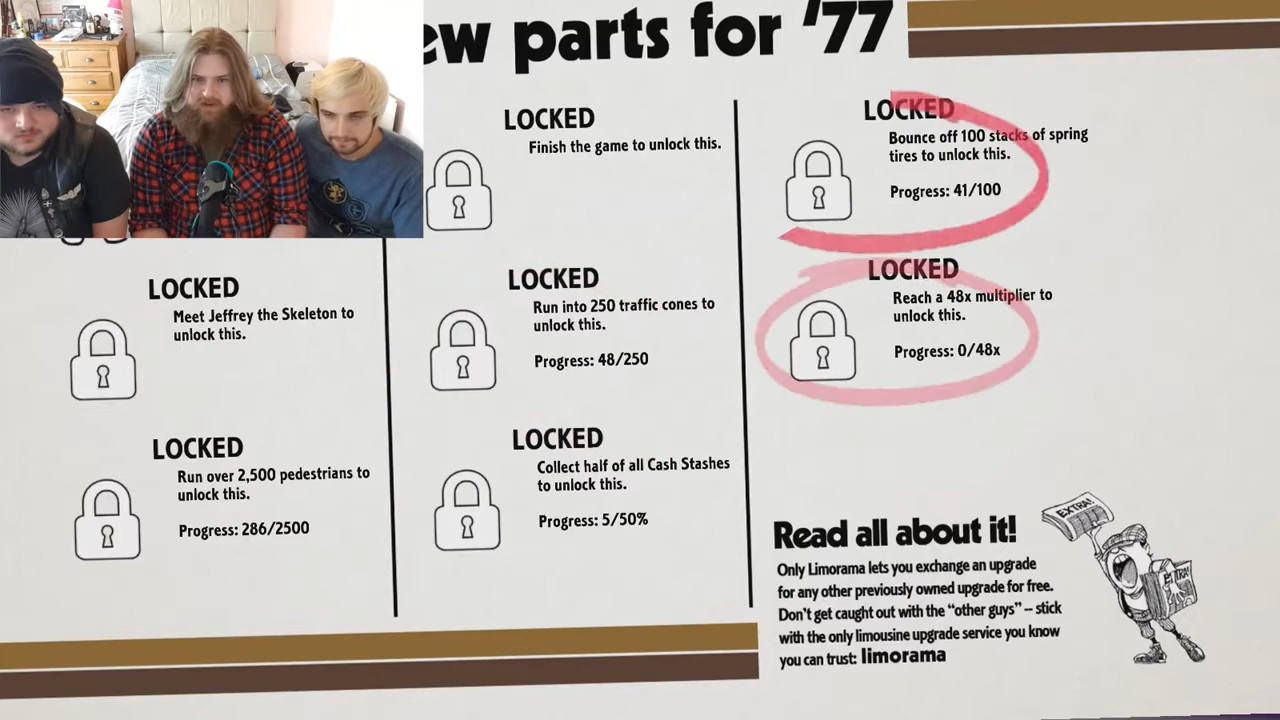 ew parts for '77
LOCKED
Meet Jeffrey the Skeleton to
unlock this.
LOCKED
Run over 2,500 pedestrians to
unlock this.
Progress: 286/2500
LOCKED
Finish the game to unlock this.
LOCKED
Run into 250 traffic cones to
unlock this.
Progress: 48/250
LOCKED
Collect half of all Cash Stashes
to unlock this.
Progress: 5/50%
LOCKED
Bounce off 100 stacks of spring
tires to unlock this.
Progress: 41/100
LOCKED
Reach a 48x multiplier to
unlock this.
Progress: 0/48x
Read all about it!
Only Limorama lets you exchange an upgrade
for any other previously owned upgrade for free.
Don't get caught out with the "other guys" – stick
with the only limousine upgrade service you know
you can trust: limorama
EXTRA!
EXTRA!